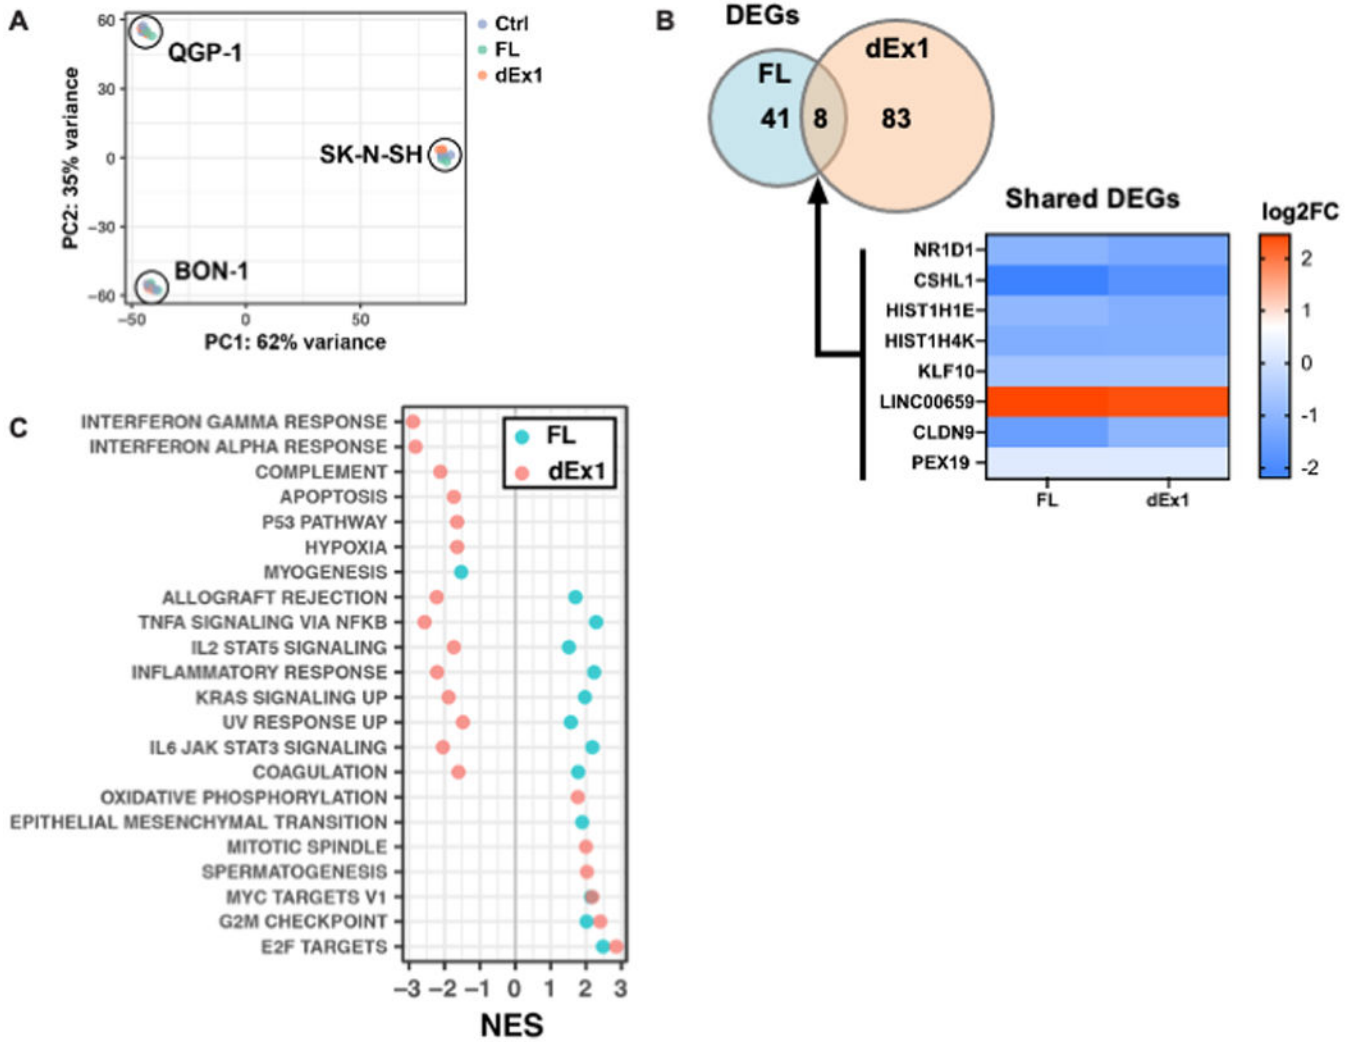 A
60
30
0
−30
−60
PC2: 35% variance
QGP-1
SK-N-SH
BON-1
−50
0
50
PC1: 62% variance
Ctrl
FL
dEx1
B
DEGs
FL
dEx1
41
8
83
Shared DEGs
log2FC
NR1D1
CSHL1
HIST1H1E
HIST1H4K
KLF10
LINC00659
CLDN9
PEX19
FL
dEx1
2
1
0
-1
-2
C
INTERFERON GAMMA RESPONSE
INTERFERON ALPHA RESPONSE
COMPLEMENT
APOPTOSIS
P53 PATHWAY
HYPOXIA
MYOGENESIS
ALLOGRAFT REJECTION
TNFA SIGNALING VIA NFKB
IL2 STAT5 SIGNALING
INFLAMMATORY RESPONSE
KRAS SIGNALING UP
UV RESPONSE UP
IL6 JAK STAT3 SIGNALING
COAGULATION
OXIDATIVE PHOSPHORYLATION
EPITHELIAL MESENCHYMAL TRANSITION
MITOTIC SPINDLE
SPERMATOGENESIS
MYC TARGETS V1
G2M CHECKPOINT
E2F TARGETS
FL
dEx1
−3 −2 −1 0 1 2 3
NES